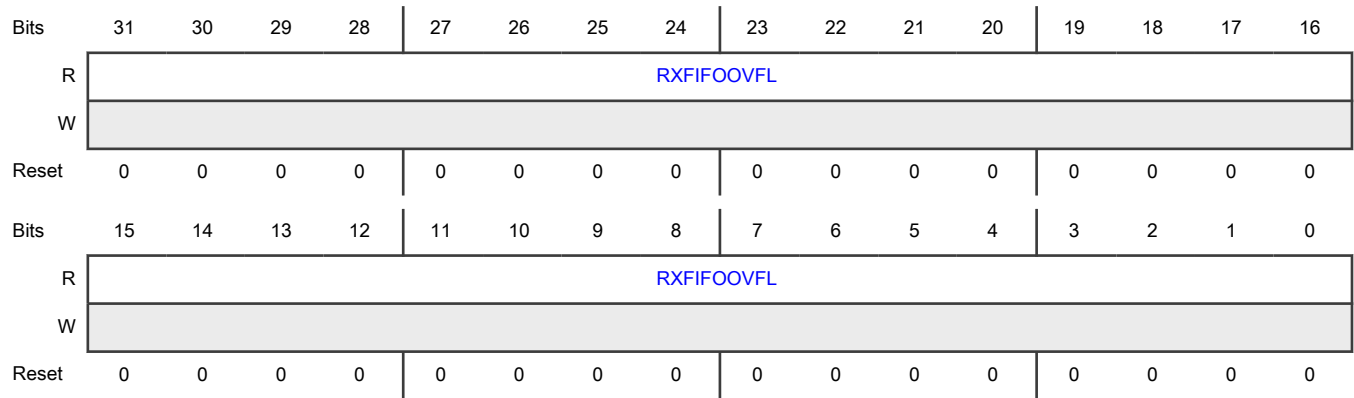 Bits 31 30 29 28 27 26 25 24 23 22 21 20 19 18 17 16
R RXFIFOOVFL
W
Reset 0 0 0 0 0 0 0 0 0 0 0 0 0 0 0 0
Bits 15 14 13 12 11 10 9 8 7 6 5 4 3 2 1 0
R RXFIFOOVFL
W
Reset 0 0 0 0 0 0 0 0 0 0 0 0 0 0 0 0